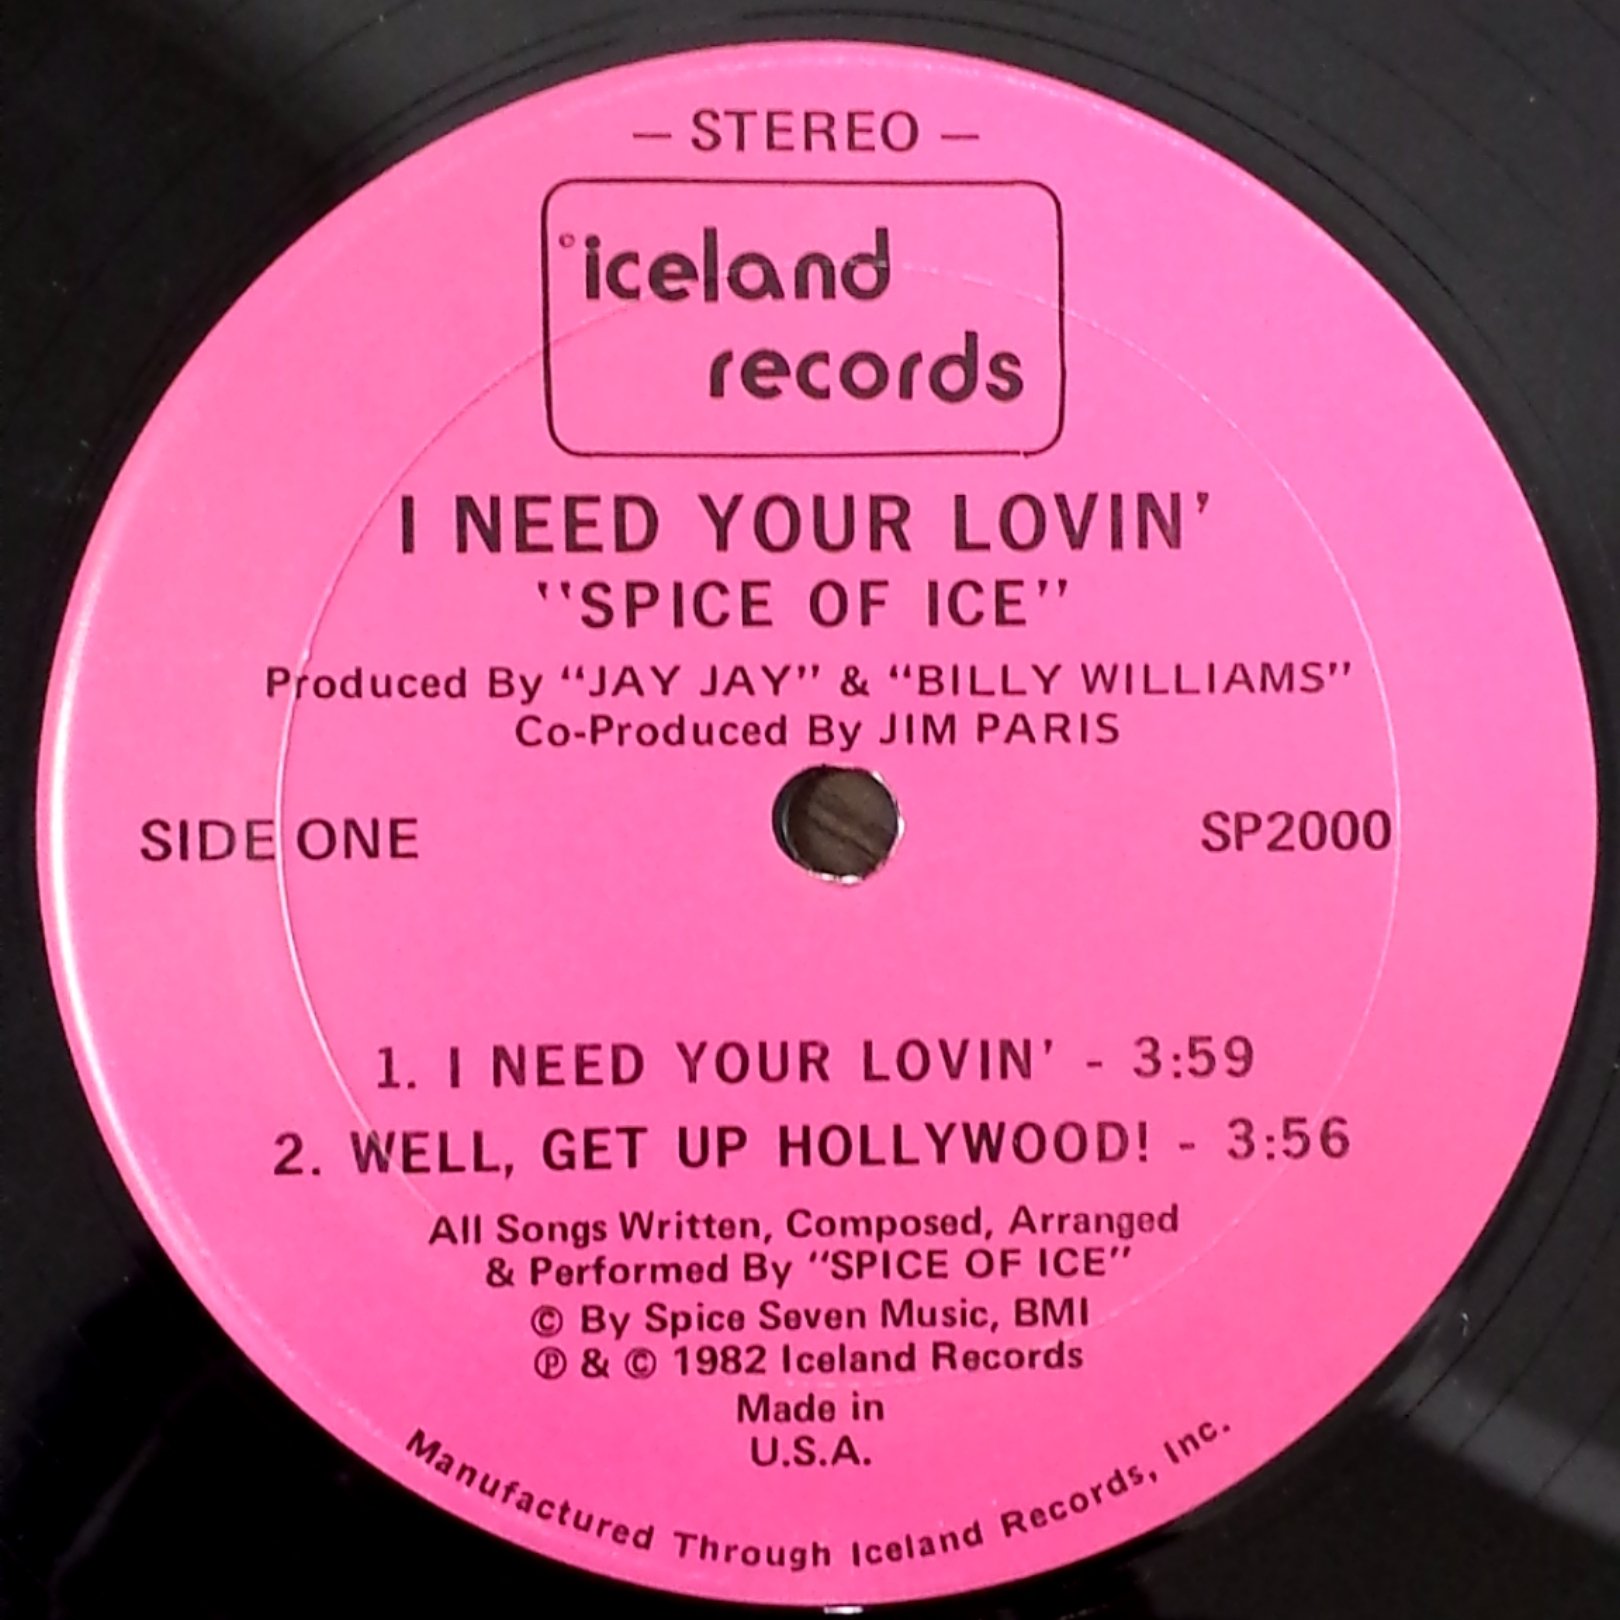 — STEREO —
© iceland
records
I NEED YOUR LOVIN'
"SPICE OF ICE"
Produced By "JAY JAY" & "BILLY WILLIAMS"
Co-Produced By JIM PARIS
SIDE ONE
SP2000
1. I NEED YOUR LOVIN' - 3:59
2. WELL, GET UP HOLLYWOOD! - 3:56
All Songs Written, Composed, Arranged
& Performed By "SPICE OF ICE"
© By Spice Seven Music, BMI
℗ & © 1982 Iceland Records
Made in
U.S.A.
Manufactured Through Iceland Records, Inc.